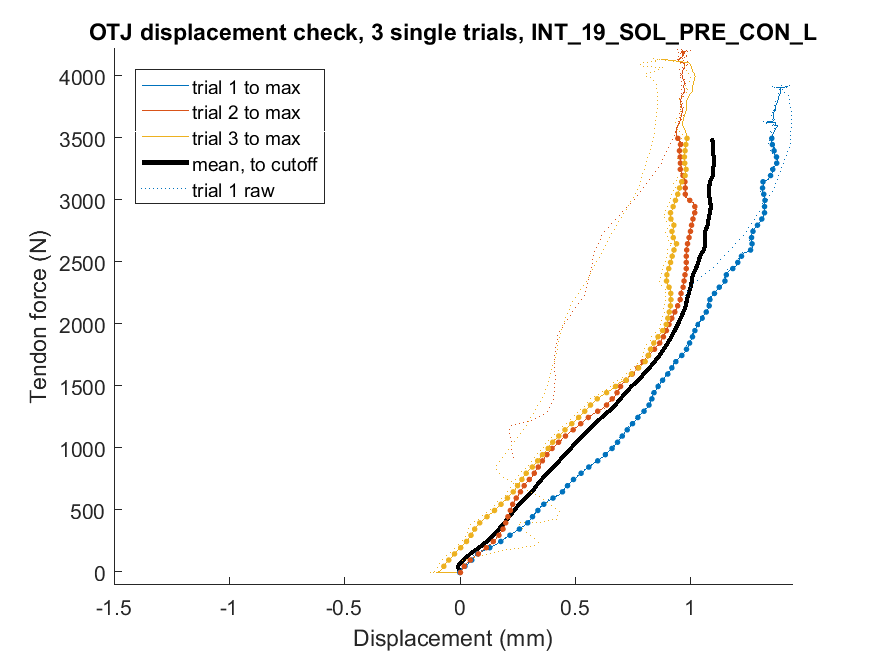 OTJ displacement check, 3 single trials, INT_19_SOL_PRE_CON_L
trial 1 to max
trial 2 to max
trial 3 to max
mean, to cutoff
trial 1 raw
Tendon force (N)
4000
3500
3000
2500
2000
1500
1000
500
0
-1.5
-1
-0.5
0
0.5
1
Displacement (mm)